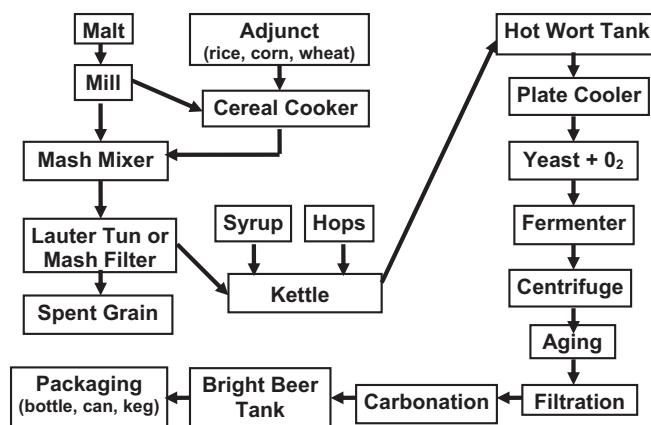 Malt
Adjunct
(rice, corn, wheat)
Hot Wort Tank
Mill
Cereal Cooker
Plate Cooler
Mash Mixer
Yeast + 0₂
Lauter Tun or
Mash Filter
Syrup
Hops
Fermenter
Kettle
Centrifuge
Spent Grain
Aging
Packaging
(bottle, can, keg)
Bright Beer
Tank
Carbonation
Filtration